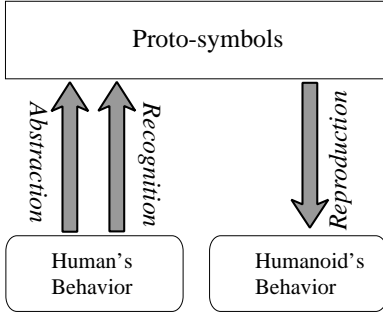 Proto-symbols
Abstraction
Recognition
Reproduction
Human's
Behavior
Humanoid's
Behavior